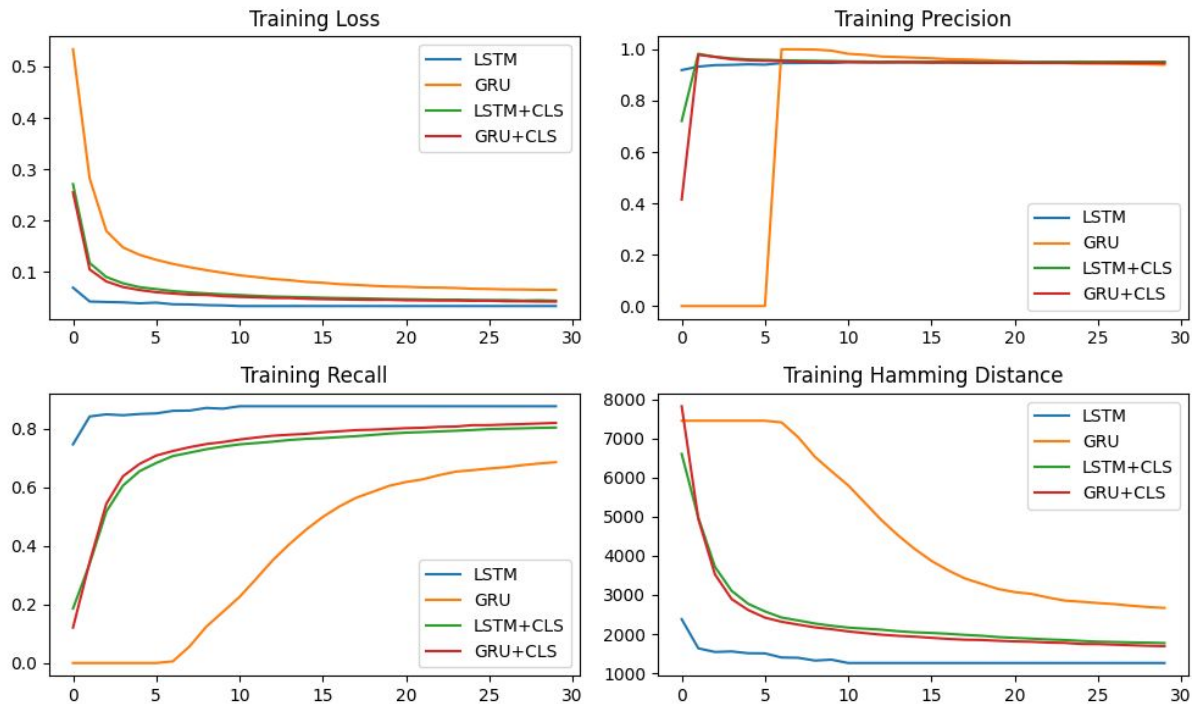 Training Loss
0.5
0.4
0.3
0.2
0.1
0 5 10 15 20 25 30
LSTM
GRU
LSTM+CLS
GRU+CLS
Training Precision
1.0
0.8
0.6
0.4
0.2
0.0
0 5 10 15 20 25 30
LSTM
GRU
LSTM+CLS
GRU+CLS
Training Recall
0.8
0.6
0.4
0.2
0.0
0 5 10 15 20 25 30
LSTM
GRU
LSTM+CLS
GRU+CLS
Training Hamming Distance
8000
7000
6000
5000
4000
3000
2000
1000
0 5 10 15 20 25 30
LSTM
GRU
LSTM+CLS
GRU+CLS